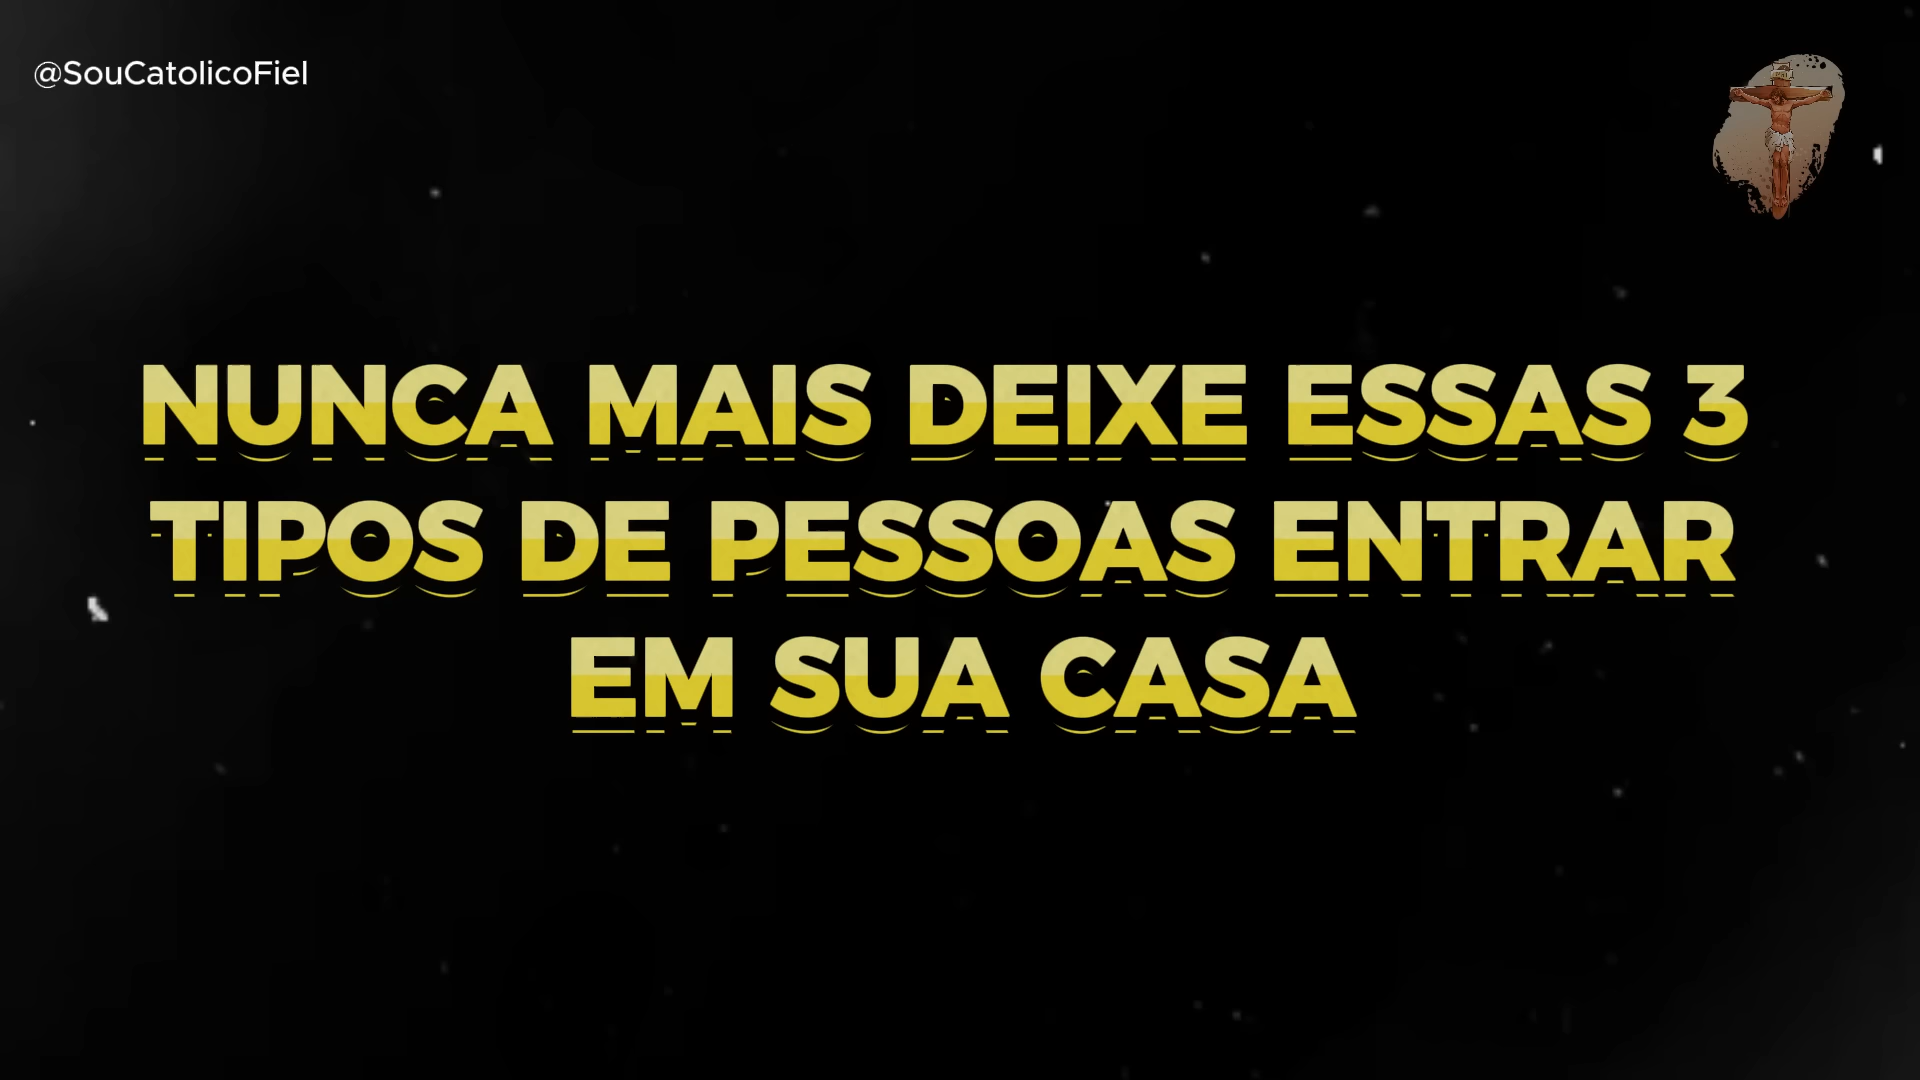 @SouCatolicoFiel
NUNCA MAIS DEIXE ESSAS 3
TIPOS DE PESSOAS ENTRAR
EM SUA CASA